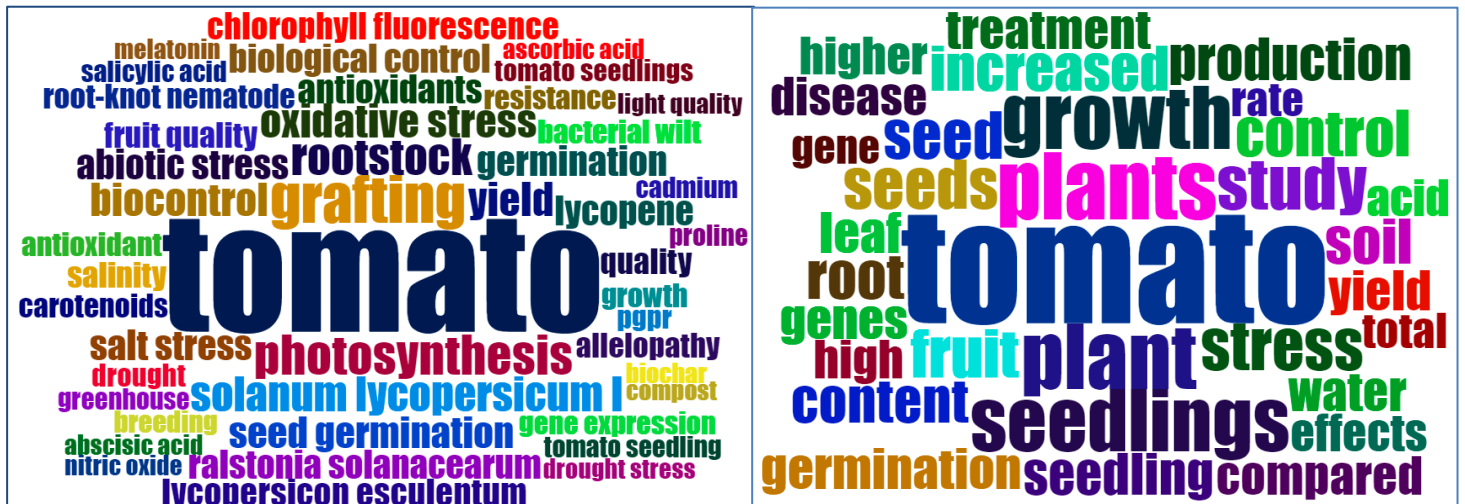 chlorophyll fluorescence
melatonin biological control ascorbic acid
salicylic acid tomato seedlings
root-knot nematode antioxidants resistance light quality
fruit quality oxidative stress bacterial wilt
abiotic stress rootstock germination
biocontrol grafting yield lycopene cadmium
antioxidant tomato proline
salinity quality
carotenoids growth
pgpr
salt stress photosynthesis allelopathy
drought solanum lycopersicum l biochar
greenhouse compost
breeding seed germination gene expression
abscisic acid tomato seedling
nitric oxide ralstonia solanacearum drought stress
lycopersicon esculentum
treatment
higher increased production
disease growth rate
gene seed control
seeds plants study acid
leaf tomato soil
root yield
genes total
high fruit plant stress
content seedlings water
effects
germination seedling compared